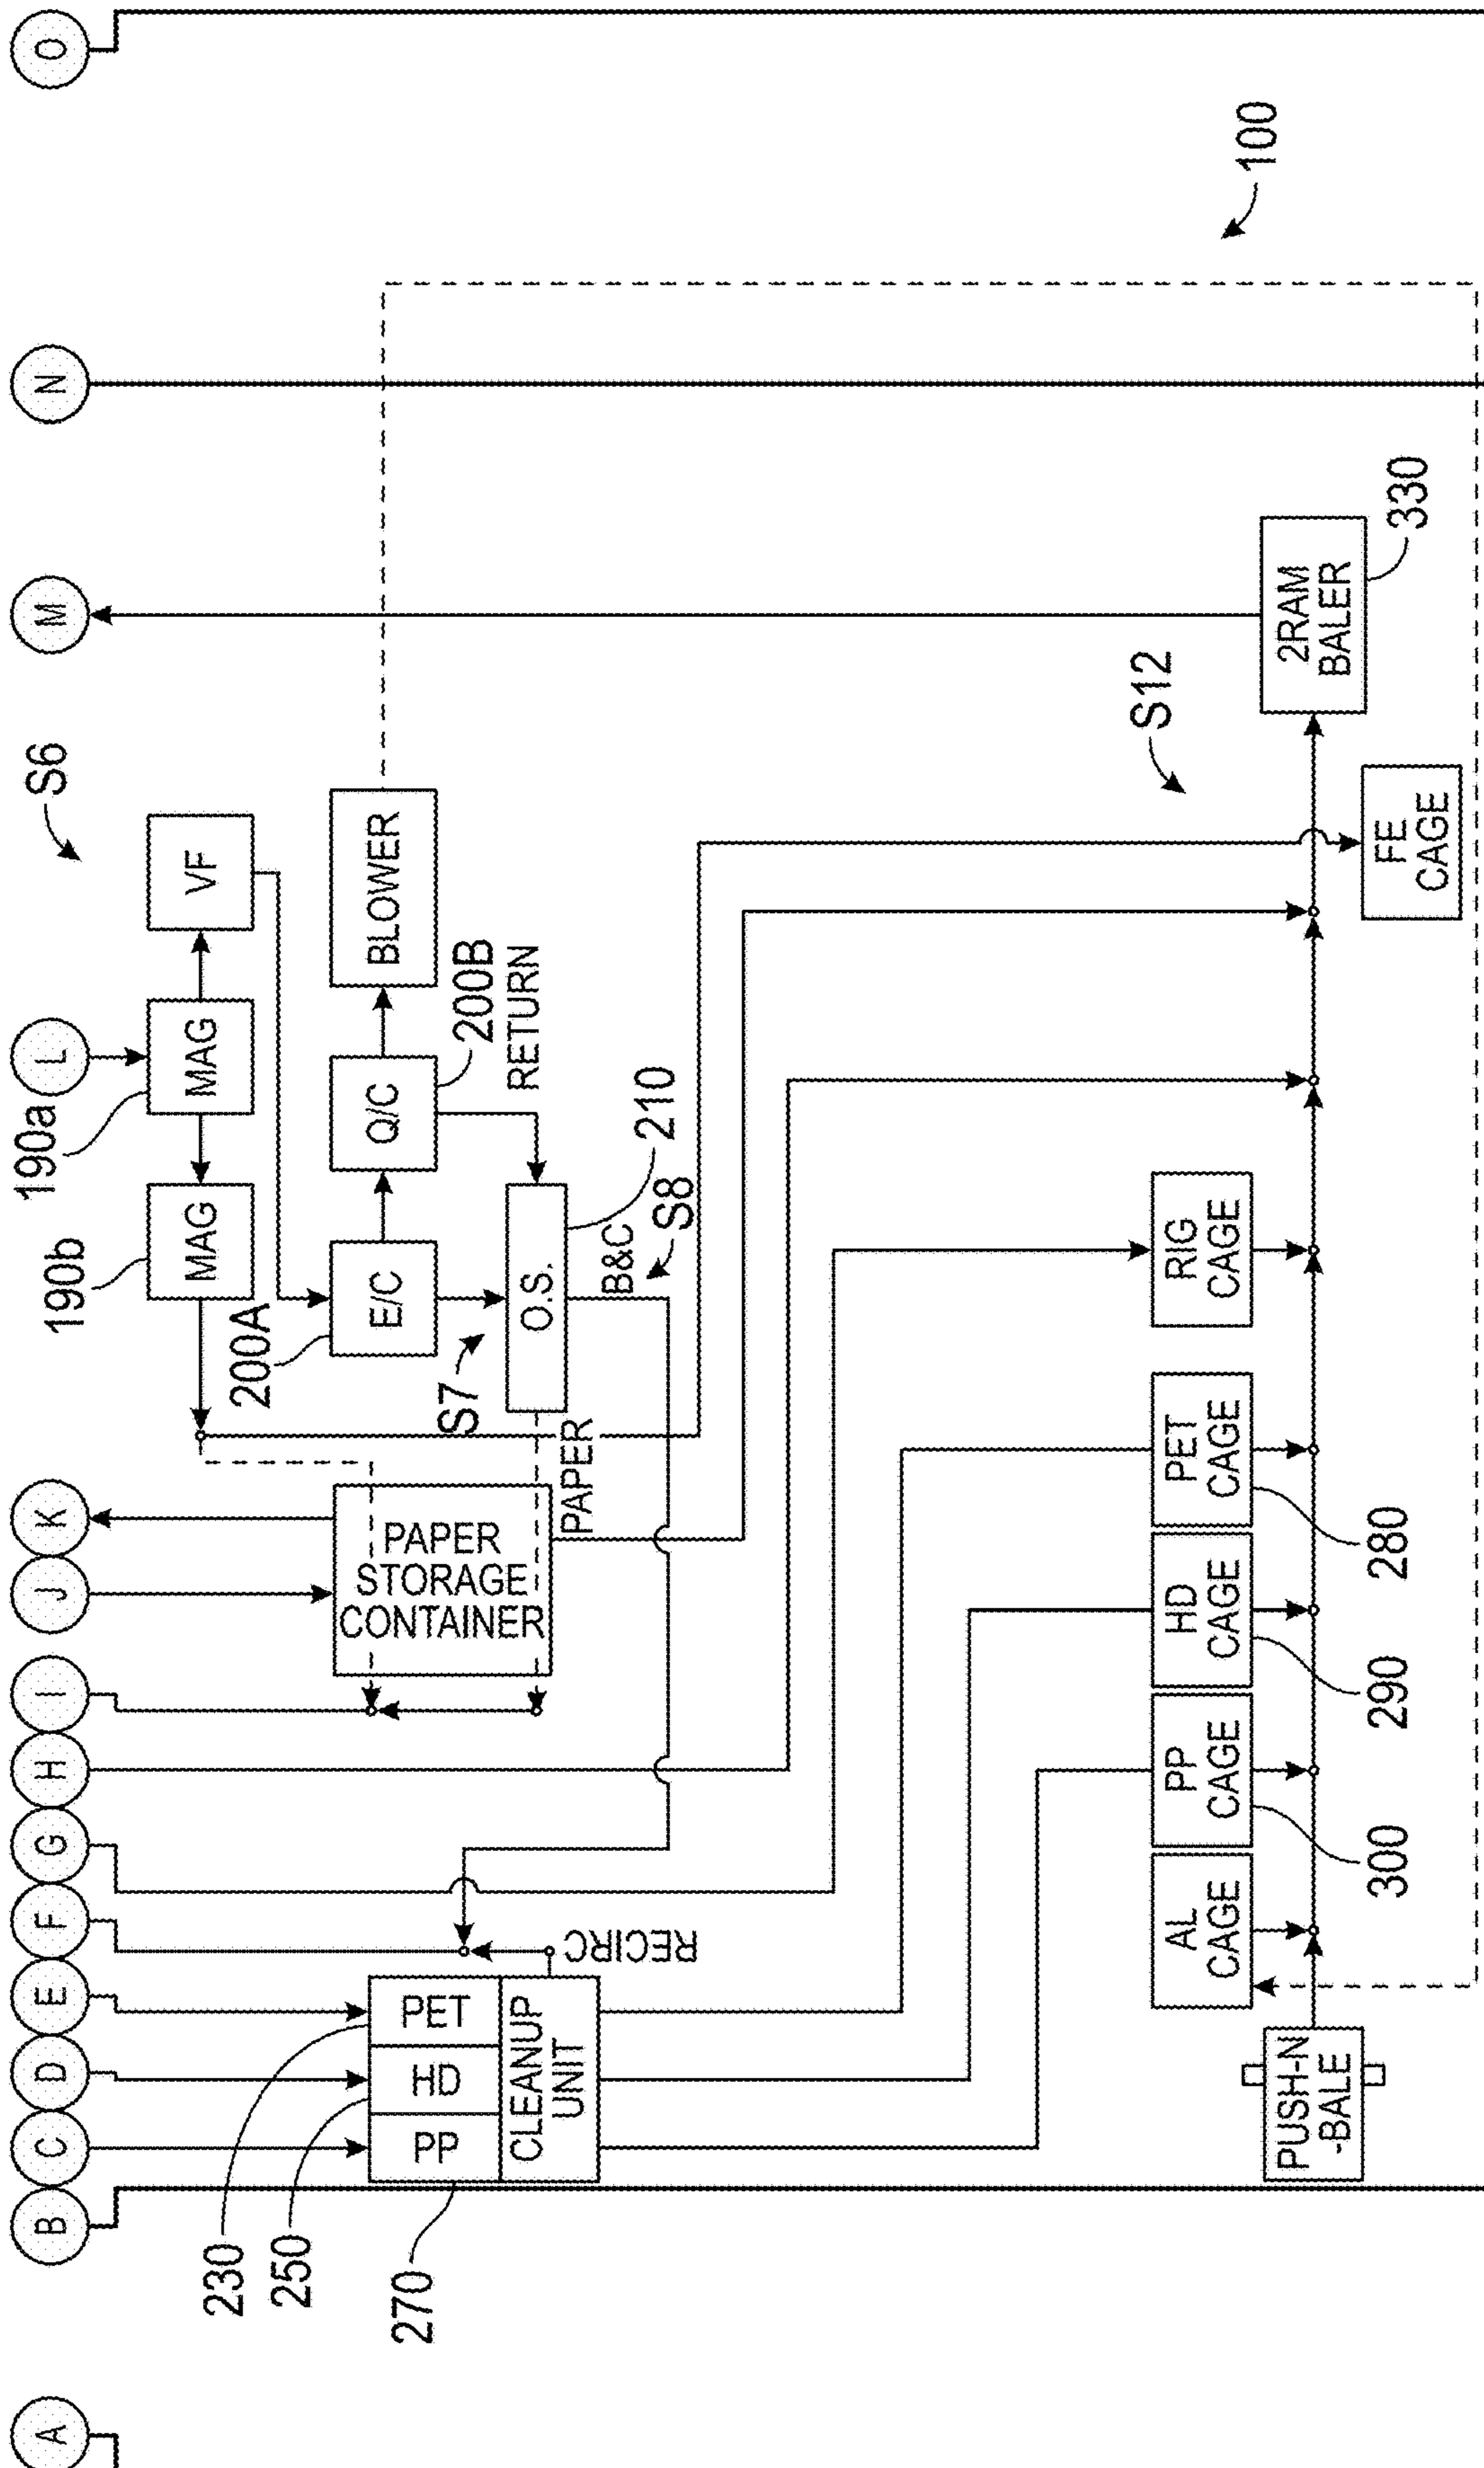 A
B
C
D
E
F
G
H
I
J
K
L
M
N
O
230
250
270
PP
HD
PET
CLEANUP
UNIT
RECIRC
PAPER
STORAGE
CONTAINER
PAPER
190b
190a
MAG
MAG
VF
S6
200A
E/C
Q/C
BLOWER
200B
RETURN
S7
O.S.
210
B&C
S8
100
S12
PUSH-N
-BALE
AL
CAGE
PP
CAGE
HD
CAGE
PET
CAGE
RIG
CAGE
300
290
280
FE
CAGE
2RAM
BALER
330